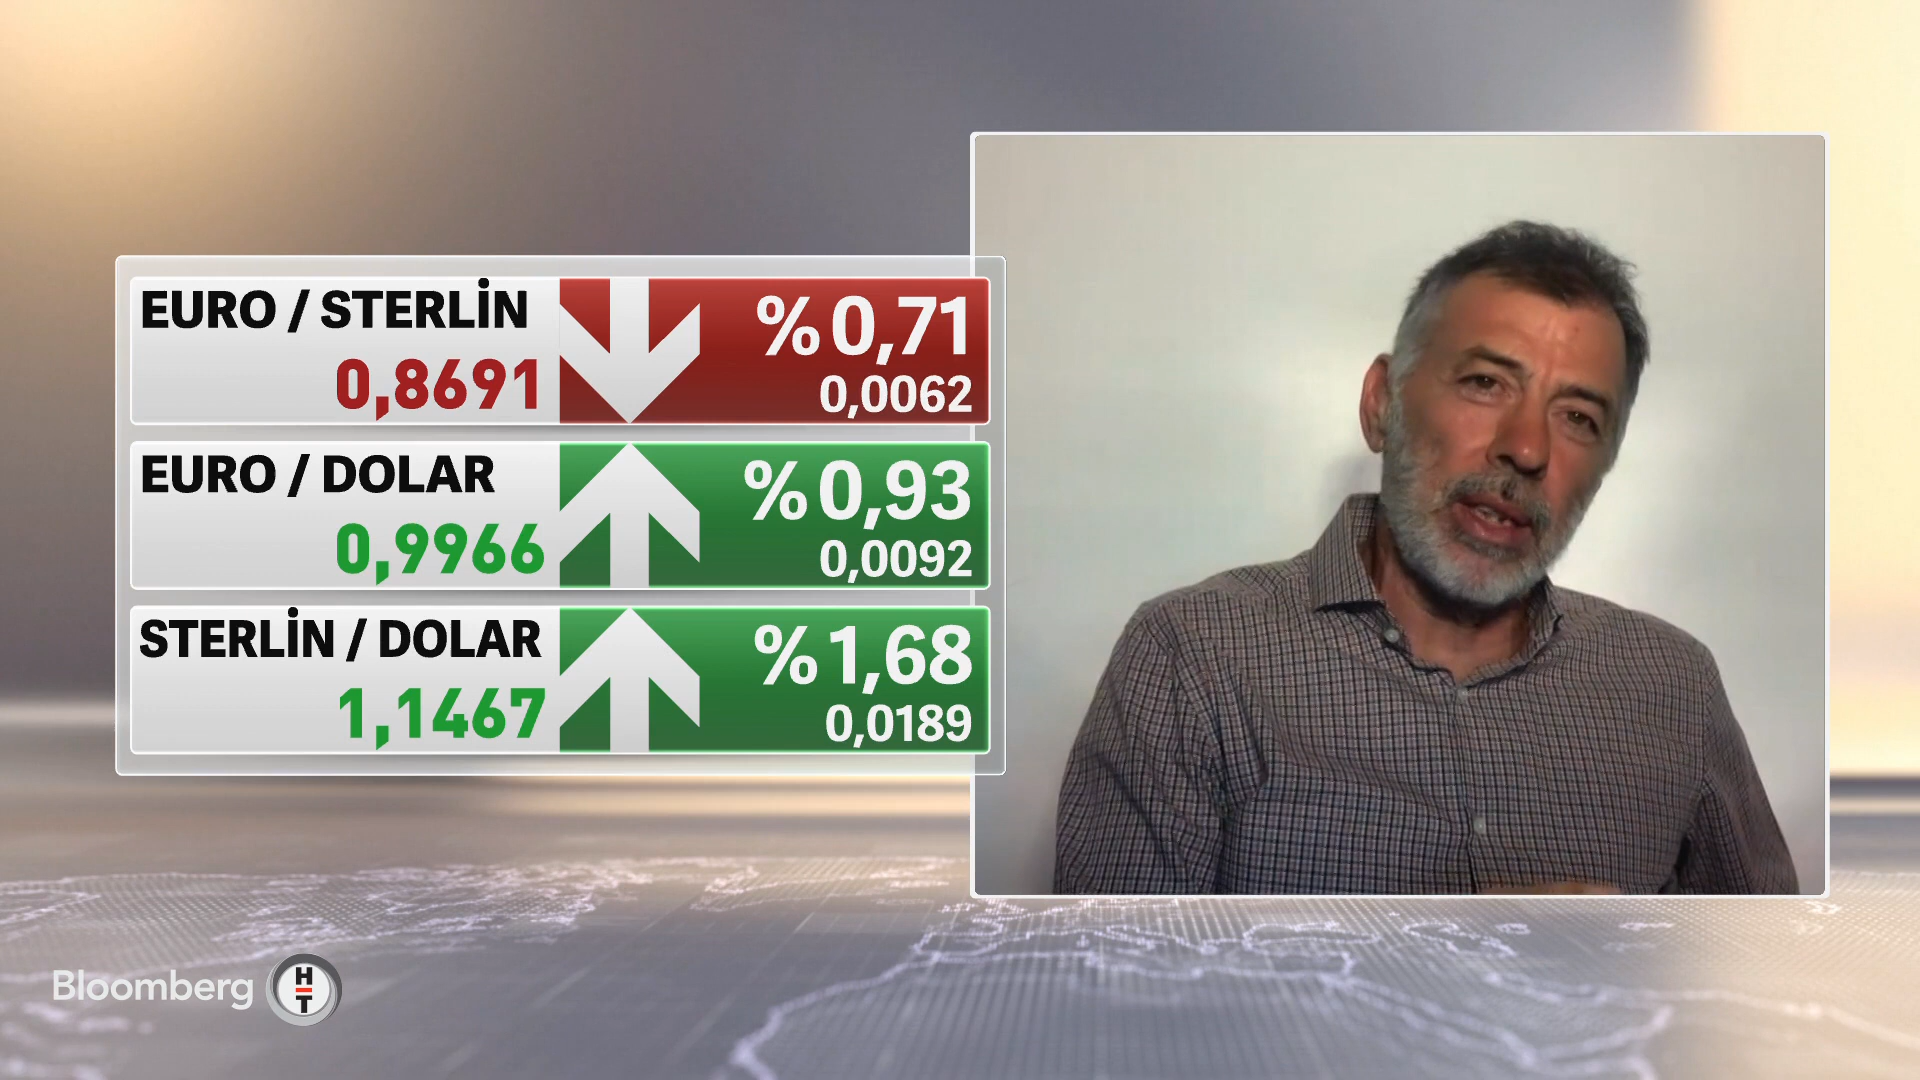 EURO / STERLİN
0,8691
%0,71
0,0062
EURO / DOLAR
0,9966
%0,93
0,0092
STERLİN / DOLAR
1,1467
%1,68
0,0189
Bloomberg HT